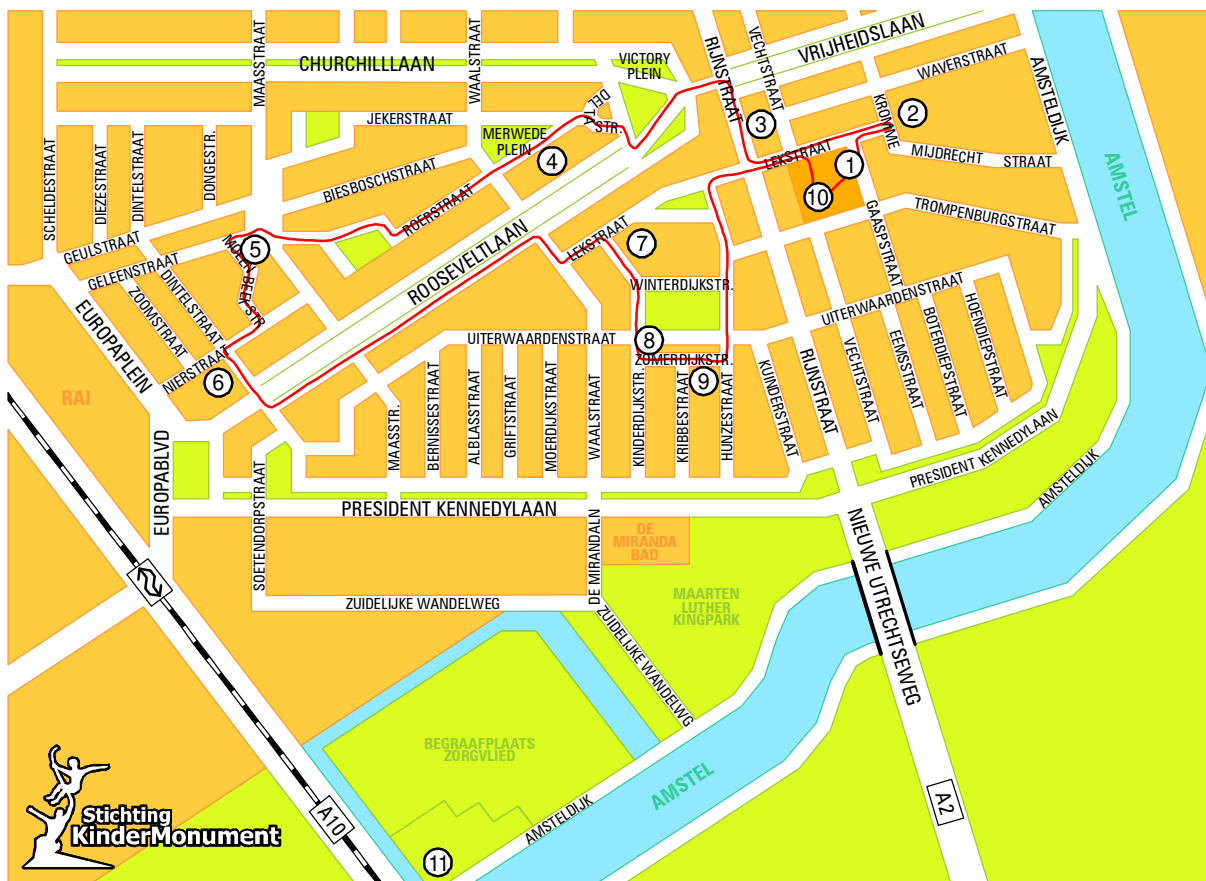 CHURCHILLLAAN
MAASSTRAAT
WAALSTRAAT
VICTORY
PLEIN
RIJNSTRAAT
VECHTSTRAAT
VRIJHEIDSLAAN
WAVERSTRAAT
AMSTELDIJK
KROMME
MIJDRECHT STRAAT
AMSTEL
JEKERSTRAAT
MERWEDE
PLEIN
DELTA
STR.
3
2
4
LEKSTRAAT
1
10
SCHELDESTRAAT
DIEZESTRAAT
DINTELSTRAAT
DONGESTR.
BIESBOSCHSTRAAT
ROERSTRAAT
GEULSTRAAT
GELEENSTRAAT
MOLENBEEKSTR
5
ROOSEVELTLAAN
LEKSTRAAT
7
GAASPSTRAAT
TROMPENBURGSTRAAT
EUROPAPLEIN
ZOOMSTRAAT
DINTELSTRAAT
NIERSTRAAT
6
WINTERDIJKSTR.
UITERWAARDENSTRAAT
8
ZOMERDIJKSTR.
9
UITERWAARDENSTRAAT
RAI
MAASSTR.
BERNISSESTRAAT
ALBLASSTRAAT
GRIFTSTRAAT
MOERDIJKSTRAAT
WAALSTRAAT
KINDERDIJKSTR.
KRIBBESTRAAT
HUNZESTRAAT
KUINDERSTRAAT
RIJNSTRAAT
VECHTSTRAAT
EEMSSTRAAT
BOTERDIEPSTRAAT
HOENDIEPSTRAAT
EUROPABLVD
SOETENDORPSTRAAT
PRESIDENT KENNEDYLAAN
PRESIDENT KENNEDYLAAN
AMSTELDIJK
DE
MIRANDA
BAD
DE MIRANDALN
NIEUWE UTRECHTSEWEG
ZUIDELIJKE WANDELWEG
ZUIDELIJKE WANDELWG
MAARTEN
LUTHER
KINGPARK
BEGRAAFPLAATS
ZORGVLIED
AMSTEL
AMSTELDIJK
A10
A2
11
Stichting
KinderMonument